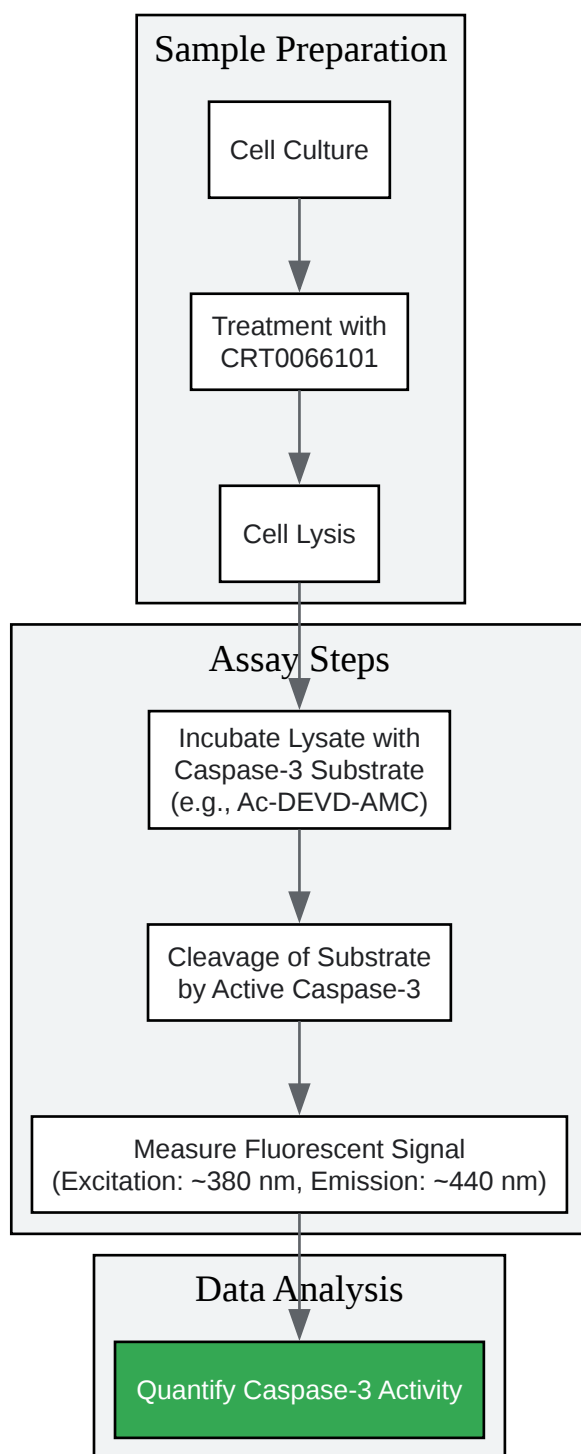 Sample Preparation
Cell Culture
Treatment with
CRT0066101
Cell Lysis
Assay Steps
Incubate Lysate with
Caspase-3 Substrate
(e.g., Ac-DEVD-AMC)
Cleavage of Substrate
by Active Caspase-3
Measure Fluorescent Signal
(Excitation: ~380 nm, Emission: ~440 nm)
Data Analysis
Quantify Caspase-3 Activity